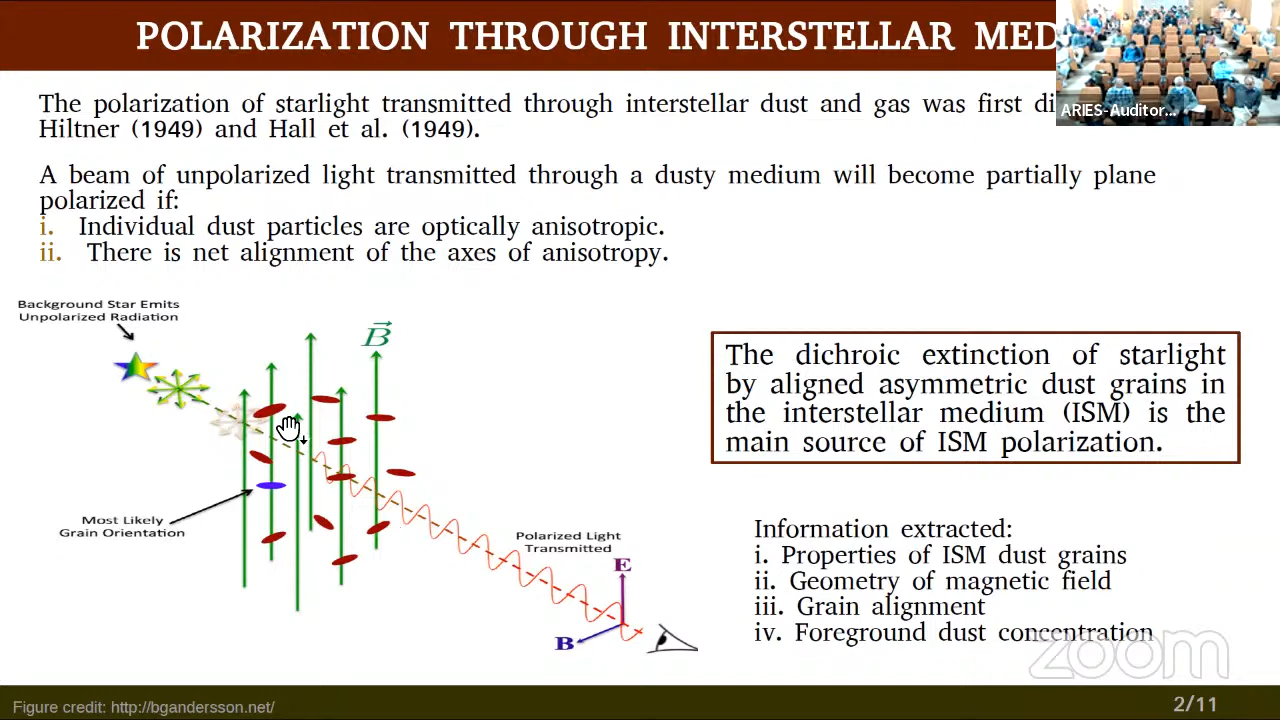 POLARIZATION THROUGH INTERSTELLAR
ARIES-Auditor...
The polarization of starlight transmitted through interstellar dust and gas was first
Hiltner (1949) and Hall et al. (1949).
A beam of unpolarized light transmitted through a dusty medium will become partially plane
polarized if:
i. Individual dust particles are optically anisotropic.
ii. There is net alignment of the axes of anisotropy.
Background Star Emits
Unpolarized Radiation
B
Most Likely
Grain Orientation
Polarized Light
Transmitted
E
B
The dichroic extinction of starlight
by aligned asymmetric dust grains in
the interstellar medium (ISM) is the
main source of ISM polarization.
Information extracted:
i. Properties of ISM dust grains
ii. Geometry of magnetic field
iii. Grain alignment
iv. Foreground dust concentration
zoom
Figure credit: http://bgandersson.net/
2/11